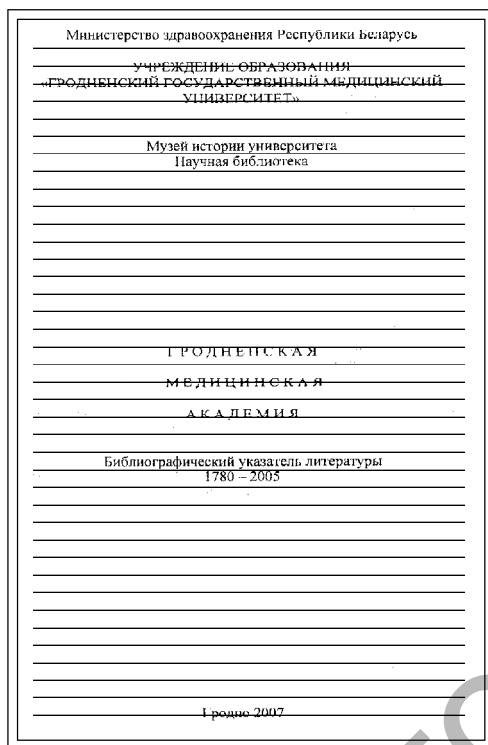 Министерство здравоохранения Республики Беларусь
УЧРЕЖДЕНИЕ ОБРАЗОВАНИЯ
«ГРОДНЕНСКИЙ ГОСУДАРСТВЕННЫЙ МЕДИЦИНСКИЙ
УНИВЕРСИТЕТ»
Музей истории университета
Научная библиотека
ГРОДНЕНСКАЯ
МЕДИЦИНСКАЯ
АКАДЕМИЯ
Библиографический указатель литературы
1780 – 2005
Гродно 2007